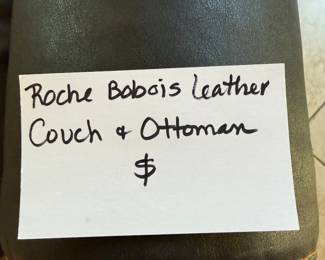 Roche Bobois leather
Couch & Ottoman
$